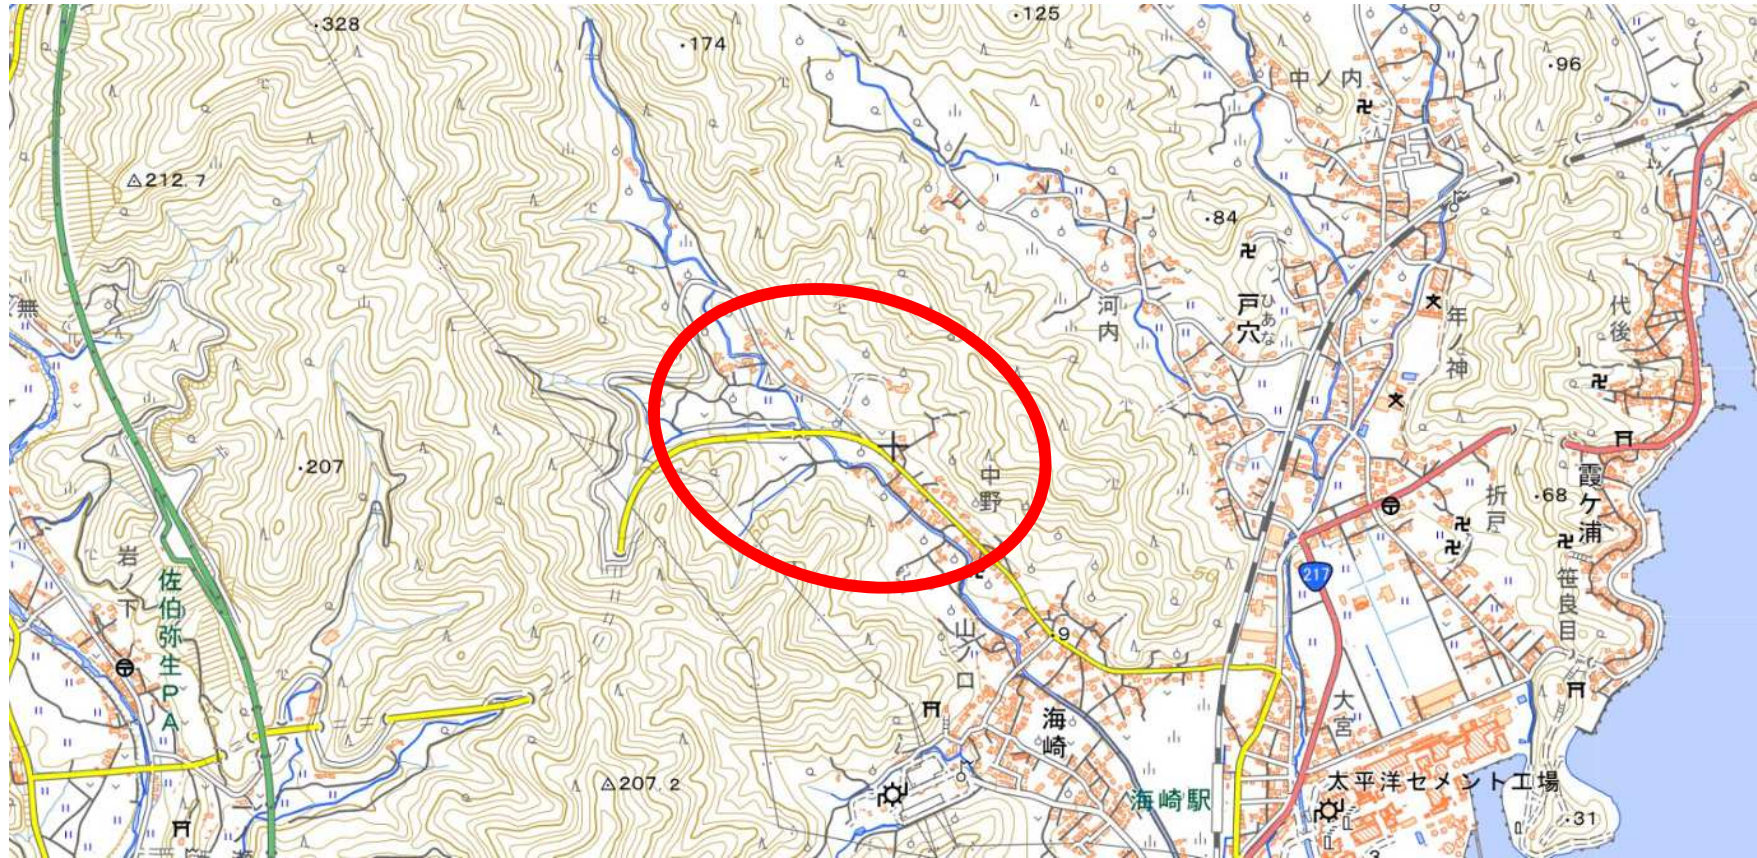 328
174
125
96
中ノ内
212.7
84
無
戸穴
ひあな
河内
年ノ神
代後
207
中野
折戸
68
霞ケ浦
岩ノ下
佐伯弥生PA
217
50
笹良目
山ノ口
9
海崎
大宮
207.2
海崎駅
太平洋セメント工場
31
3